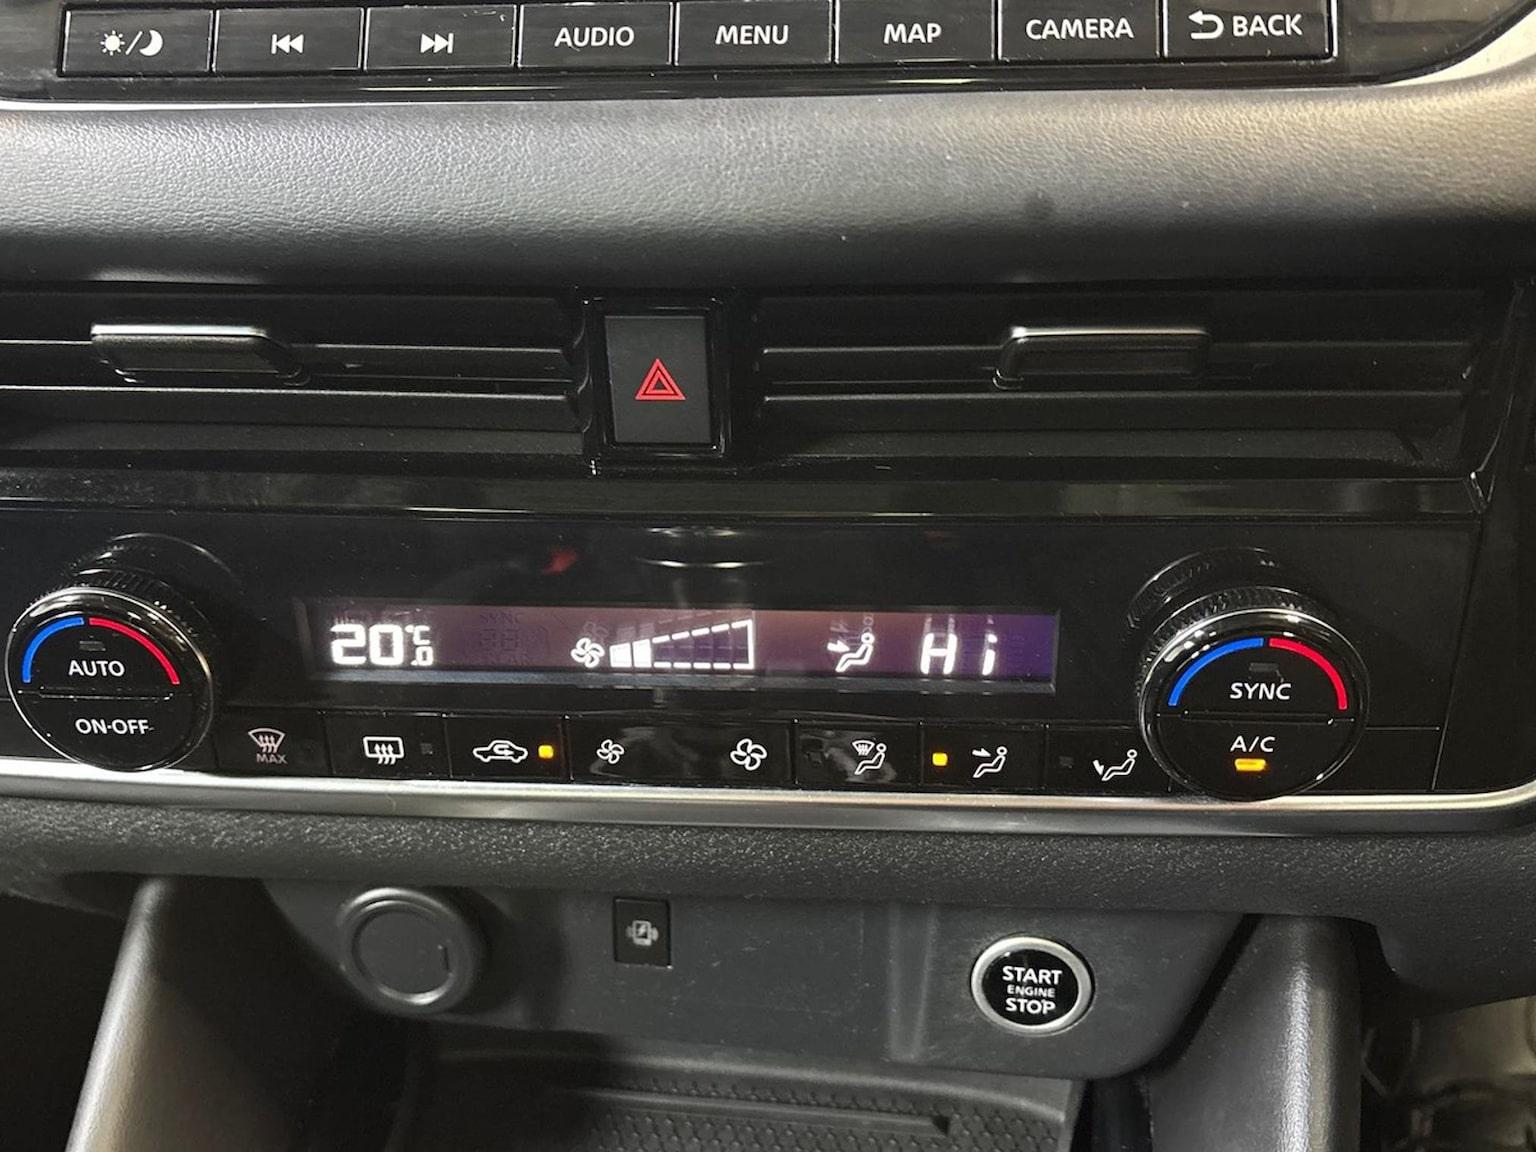 AUDIO MENU MAP CAMERA BACK
20.0°C Hi
AUTO
ON·OFF
SYNC
A/C
MAX
START
ENGINE
STOP